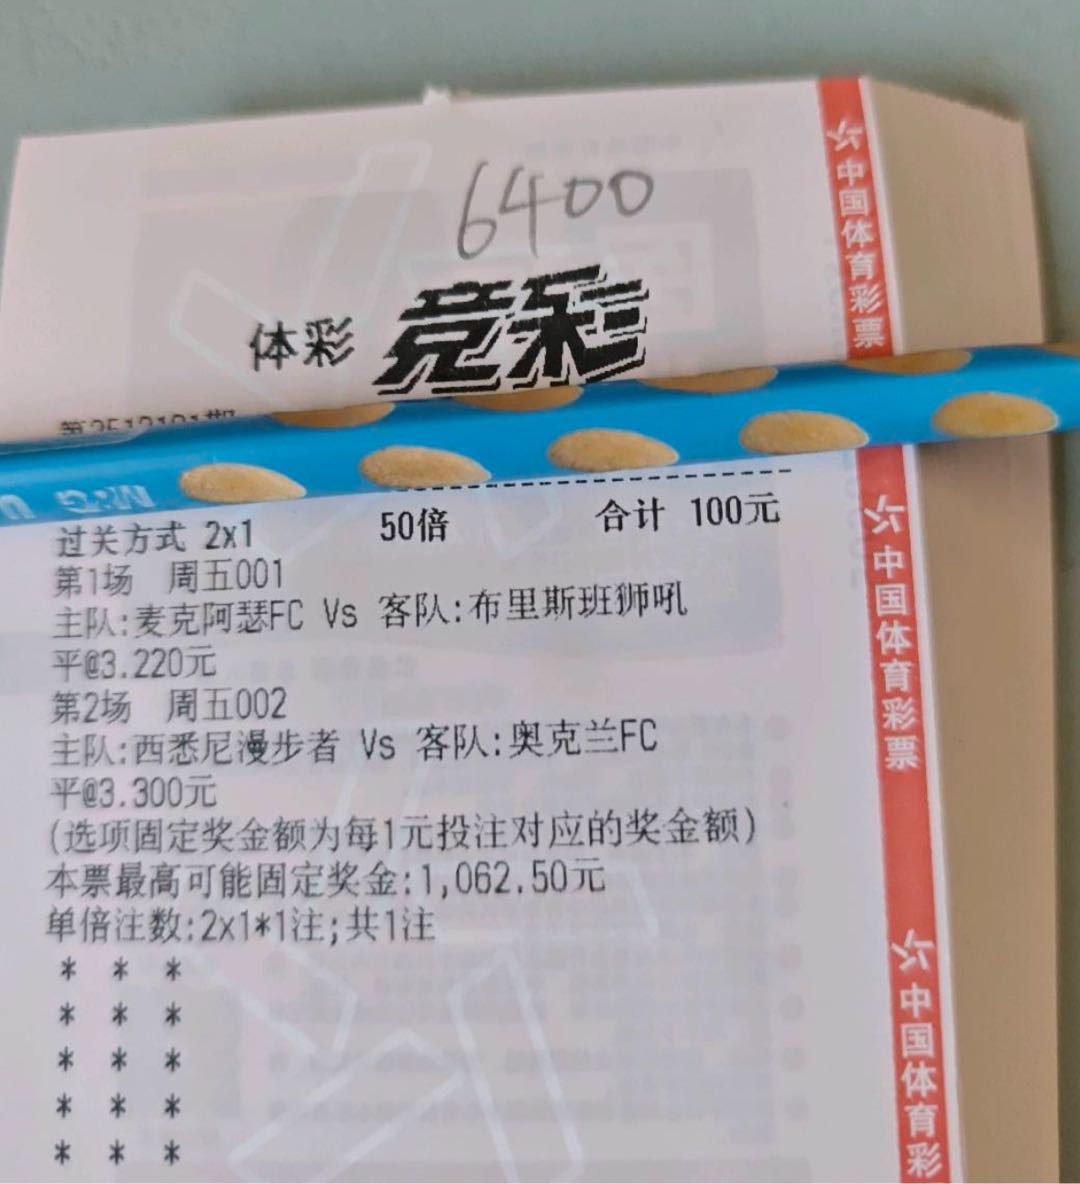 6400
体彩 竞彩
过关方式 2x1 50倍 合计 100元
第1场 周五001
主队:麦克阿瑟FC Vs 客队:布里斯班狮吼
平@3.220元
第2场 周五002
主队:西悉尼漫步者 Vs 客队:奥克兰FC
平@3.300元
(选项固定奖金额为每1元投注对应的奖金额)
本票最高可能固定奖金:1,062.50元
单倍注数:2x1*1注;共1注
* * *
* * *
* * *
* * *
* * *
中国体育彩票
中国体育彩票
中国体育彩